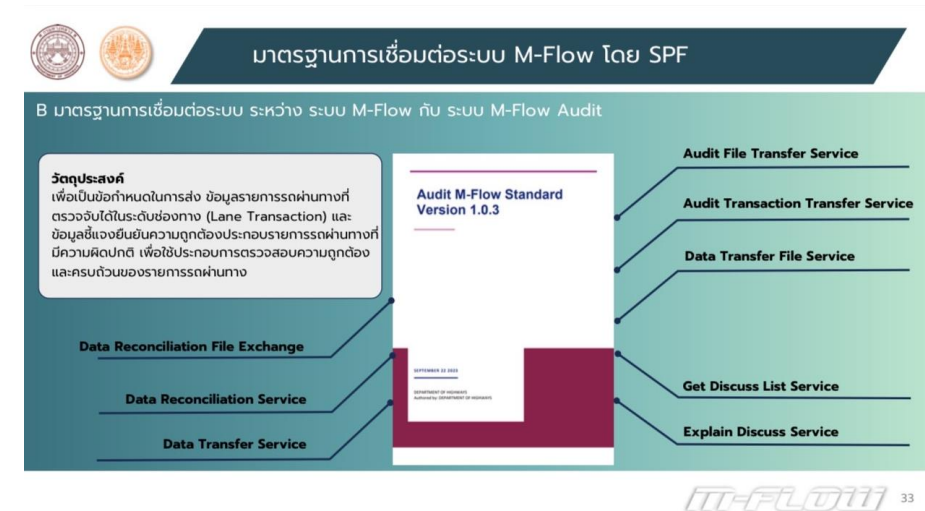 มาตรฐานการเชื่อมต่อระบบ M-Flow โดย SPF
B มาตรฐานการเชื่อมต่อระบบ ระหว่าง ระบบ M-Flow กับ ระบบ M-Flow Audit
วัตถุประสงค์
เพื่อเป็นข้อกำหนดในการส่ง ข้อมูลรายการรถผ่านทางที่
ตรวจจับได้ในระดับช่องทาง (Lane Transaction) และ
ข้อมูลชี้แจงยืนยันความถูกต้องประกอบรายการรถผ่านทางที่
มีความผิดปกติ เพื่อใช้ประกอบการตรวจสอบความถูกต้อง
และครบถ้วนของรายการรถผ่านทาง
Data Reconciliation File Exchange
Data Reconciliation Service
Data Transfer Service
Audit M-Flow Standard
Version 1.0.3
SEPTEMBER 22 2023
DEPARTMENT OF HIGHWAYS
Authored by: DEPARTMENT OF HIGHWAYS
Audit File Transfer Service
Audit Transaction Transfer Service
Data Transfer File Service
Get Discuss List Service
Explain Discuss Service
M-FLOW
33